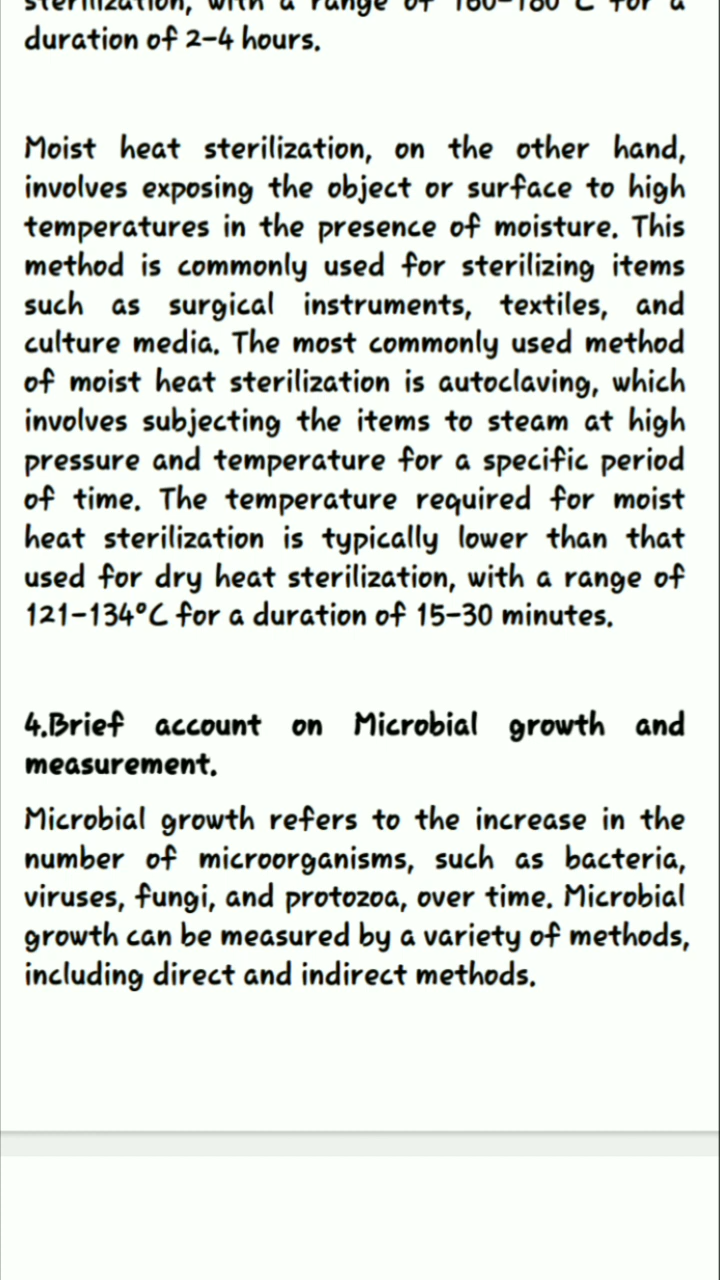 sterilization, with a range of 160-180°C for a
duration of 2-4 hours.
Moist heat sterilization, on the other hand,
involves exposing the object or surface to high
temperatures in the presence of moisture. This
method is commonly used for sterilizing items
such as surgical instruments, textiles, and
culture media. The most commonly used method
of moist heat sterilization is autoclaving, which
involves subjecting the items to steam at high
pressure and temperature for a specific period
of time. The temperature required for moist
heat sterilization is typically lower than that
used for dry heat sterilization, with a range of
121-134°C for a duration of 15-30 minutes.
4.Brief account on Microbial growth and
measurement.
Microbial growth refers to the increase in the
number of microorganisms, such as bacteria,
viruses, fungi, and protozoa, over time. Microbial
growth can be measured by a variety of methods,
including direct and indirect methods.